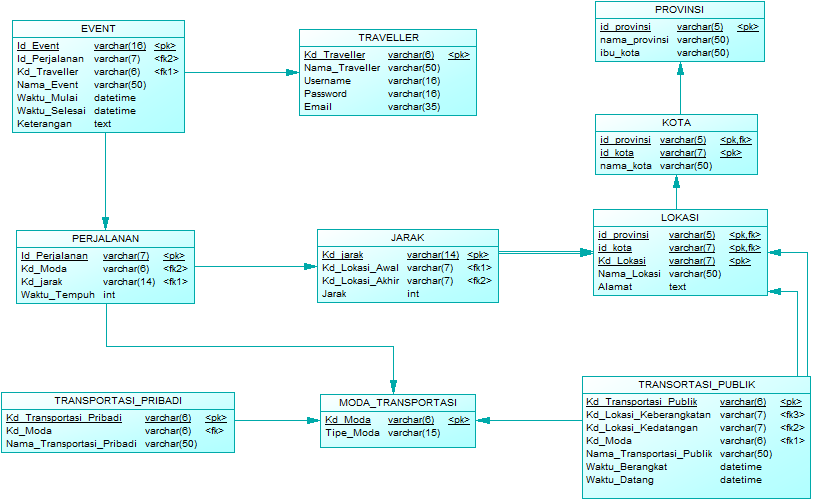 EVENT
Id_Event varchar(16) <pk>
Id_Perjalanan varchar(7) <fk2>
Kd_Traveller varchar(6) <fk1>
Nama_Event varchar(50)
Waktu_Mulai datetime
Waktu_Selesai datetime
Keterangan text
TRAVELLER
Kd_Traveller varchar(6) <pk>
Nama_Traveller varchar(50)
Username varchar(16)
Password varchar(16)
Email varchar(35)
PROVINSI
id_provinsi varchar(5) <pk>
nama_provinsi varchar(50)
ibu_kota varchar(50)
KOTA
id_provinsi varchar(5) <pk,fk>
id_kota varchar(7) <pk>
nama_kota varchar(50)
PERJALANAN
Id_Perjalanan varchar(7) <pk>
Kd_Moda varchar(6) <fk2>
Kd_jarak varchar(14) <fk1>
Waktu_Tempuh int
JARAK
Kd_jarak varchar(14) <pk>
Kd_Lokasi_Awal varchar(7) <fk1>
Kd_Lokasi_Akhir varchar(7) <fk2>
Jarak int
LOKASI
id_provinsi varchar(5) <pk,fk>
id_kota varchar(7) <pk,fk>
Kd_Lokasi varchar(7) <pk>
Nama_Lokasi varchar(50)
Alamat text
TRANSPORTASI_PRIBADI
Kd_Transportasi_Pribadi varchar(6) <pk>
Kd_Moda varchar(6) <fk>
Nama_Transportasi_Pribadi varchar(50)
MODA_TRANSPORTASI
Kd_Moda varchar(6) <pk>
Tipe_Moda varchar(15)
TRANSORTASI_PUBLIK
Kd_Transportasi_Publik varchar(6) <pk>
Kd_Lokasi_Keberangkatan varchar(7) <fk3>
Kd_Lokasi_Kedatangan varchar(7) <fk2>
Kd_Moda varchar(6) <fk1>
Nama_Transportasi_Publik varchar(50)
Waktu_Berangkat datetime
Waktu_Datang datetime